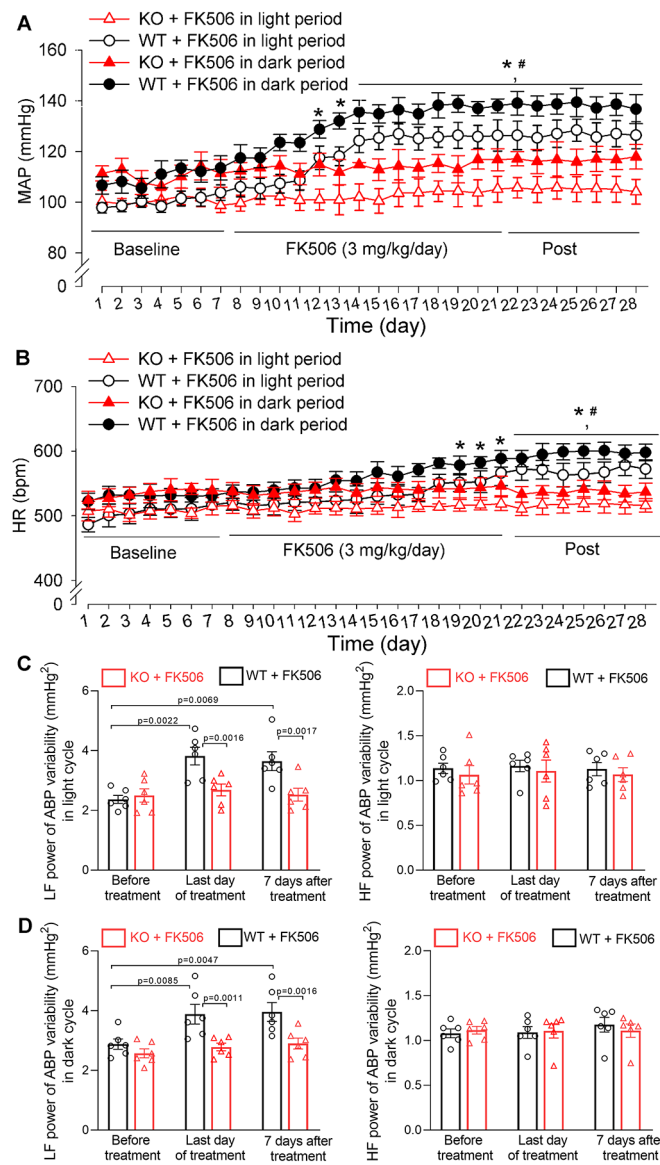 A
KO + FK506 in light period
WT + FK506 in light period
KO + FK506 in dark period
WT + FK506 in dark period
MAP (mmHg)
160
140
120
100
80
0
* *
*,#
Baseline FK506 (3 mg/kg/day) Post
1 2 3 4 5 6 7 8 9 10 11 12 13 14 15 16 17 18 19 20 21 22 23 24 25 26 27 28
Time (day)
B
KO + FK506 in light period
WT + FK506 in light period
KO + FK506 in dark period
WT + FK506 in dark period
HR (bpm)
700
600
500
400
0
* * *
*,#
Baseline FK506 (3 mg/kg/day) Post
1 2 3 4 5 6 7 8 9 10 11 12 13 14 15 16 17 18 19 20 21 22 23 24 25 26 27 28
Time (day)
C
KO + FK506 WT + FK506
LF power of ABP variability (mmHg²)
in light cycle
6
4
2
0
p=0.0069
p=0.0022
p=0.0016
p=0.0017
Before
treatment
Last day
of treatment
7 days after
treatment
KO + FK506 WT + FK506
HF power of ABP variability (mmHg²)
in light cycle
2.0
1.5
1.0
0.5
0.0
Before
treatment
Last day
of treatment
7 days after
treatment
D
KO + FK506 WT + FK506
LF power of ABP variability (mmHg²)
in dark cycle
6
4
2
0
p=0.0047
p=0.0085
p=0.0011
p=0.0016
Before
treatment
Last day
of treatment
7 days after
treatment
KO + FK506 WT + FK506
HF power of ABP variability (mmHg²)
in dark cycle
2.0
1.2
1.0
0.5
0.0
Before
treatment
Last day
of treatment
7 days after
treatment